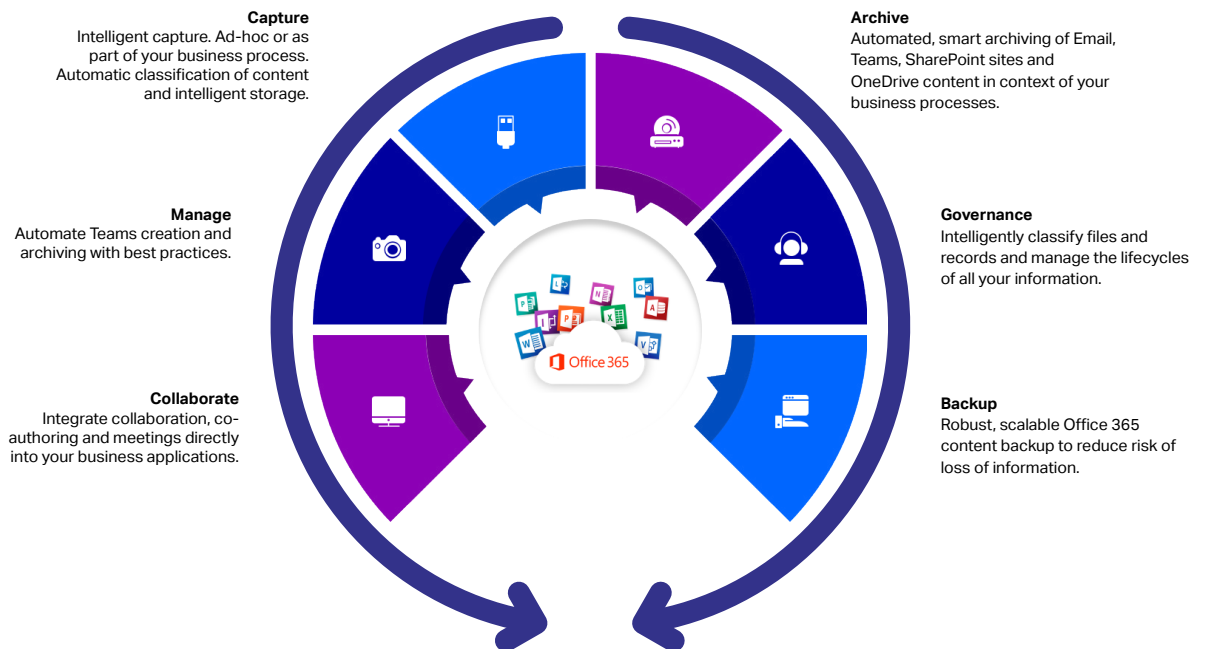 Capture
Intelligent capture. Ad-hoc or as
part of your business process.
Automatic classification of content
and intelligent storage.
Manage
Automate Teams creation and
archiving with best practices.
Collaborate
Integrate collaboration, co-
authoring and meetings directly
into your business applications.
Archive
Automated, smart archiving of Email,
Teams, SharePoint sites and
OneDrive content in context of your
business processes.
Governance
Intelligently classify files and
records and manage the lifecycles
of all your information.
Backup
Robust, scalable Office 365
content backup to reduce risk of
loss of information.
L
N
O
P
A
I
P
X
W
V
Office 365